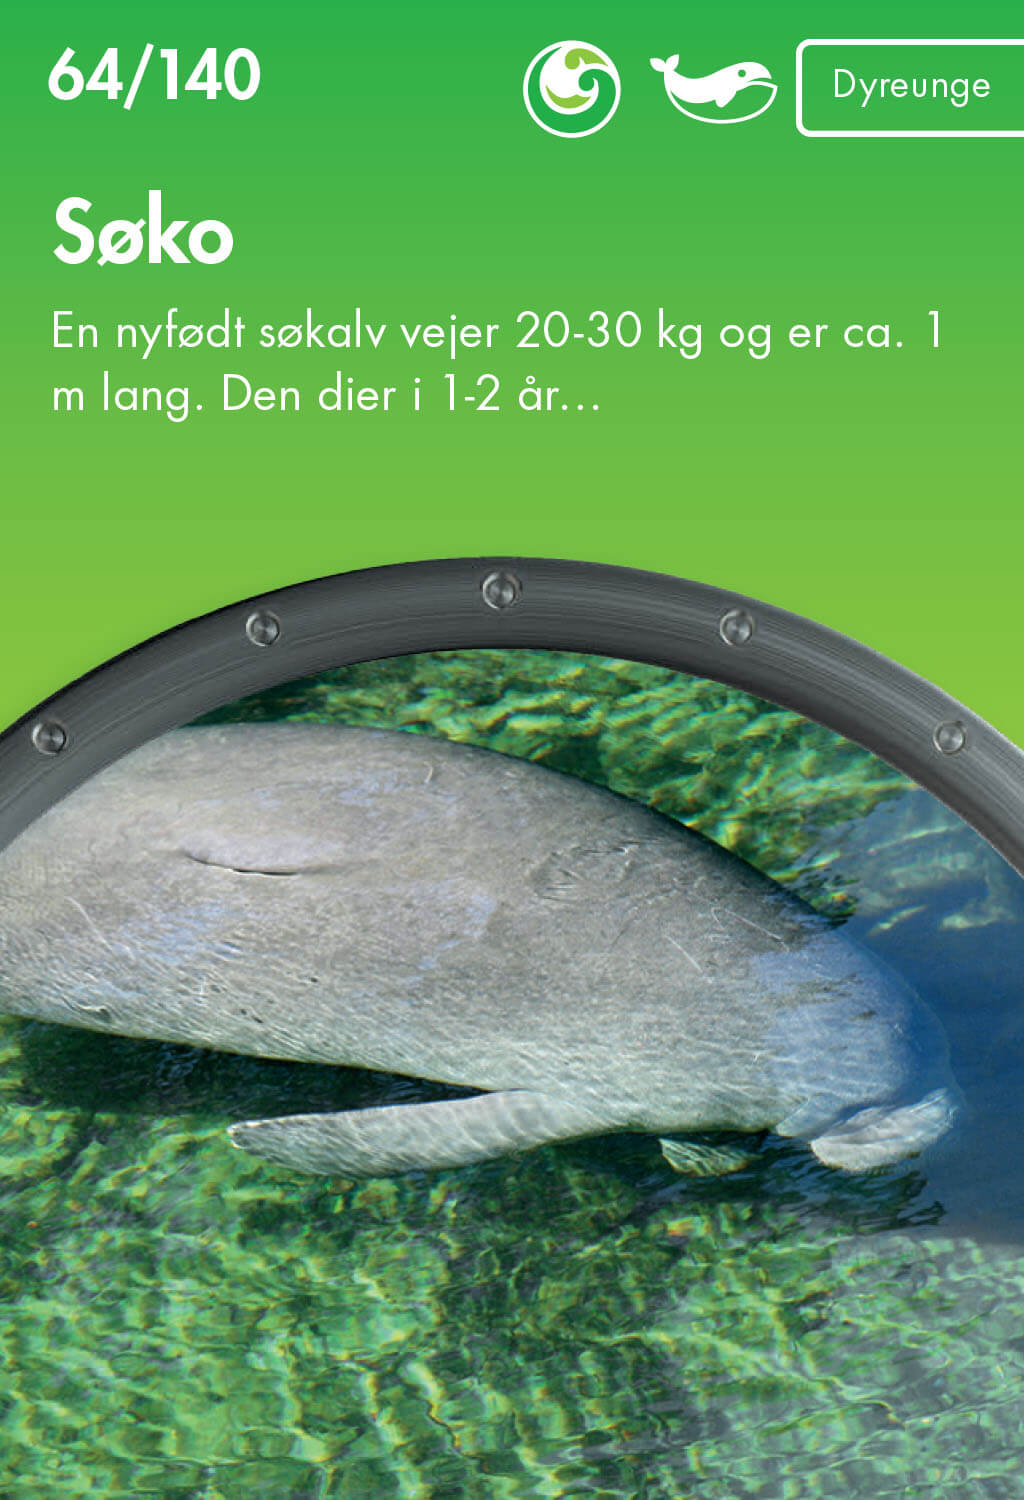 64/140
Dyreunge
Søko
En nyfødt søkalv vejer 20-30 kg og er ca. 1
m lang. Den dier i 1-2 år...